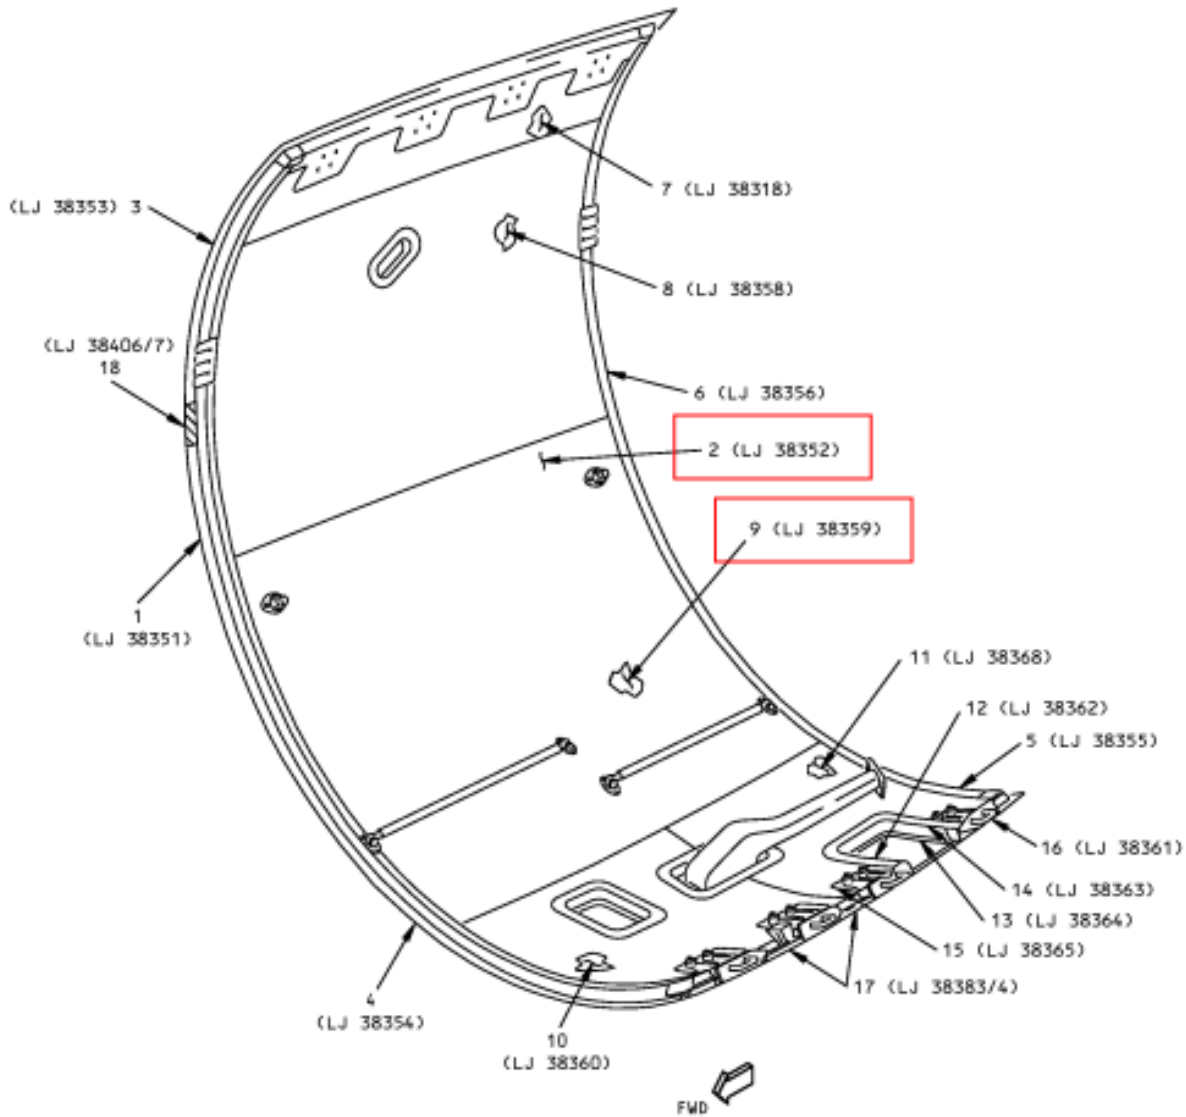 7 (LJ 38318)
(LJ 38353) 3
8 (LJ 38358)
(LJ 38406/7)
18
6 (LJ 38356)
2 (LJ 38352)
9 (LJ 38359)
1
(LJ 38351)
11 (LJ 38368)
12 (LJ 38362)
5 (LJ 38355)
16 (LJ 38361)
14 (LJ 38363)
13 (LJ 38364)
15 (LJ 38365)
17 (LJ 38383/4)
4
(LJ 38354)
10
(LJ 38360)
FWD